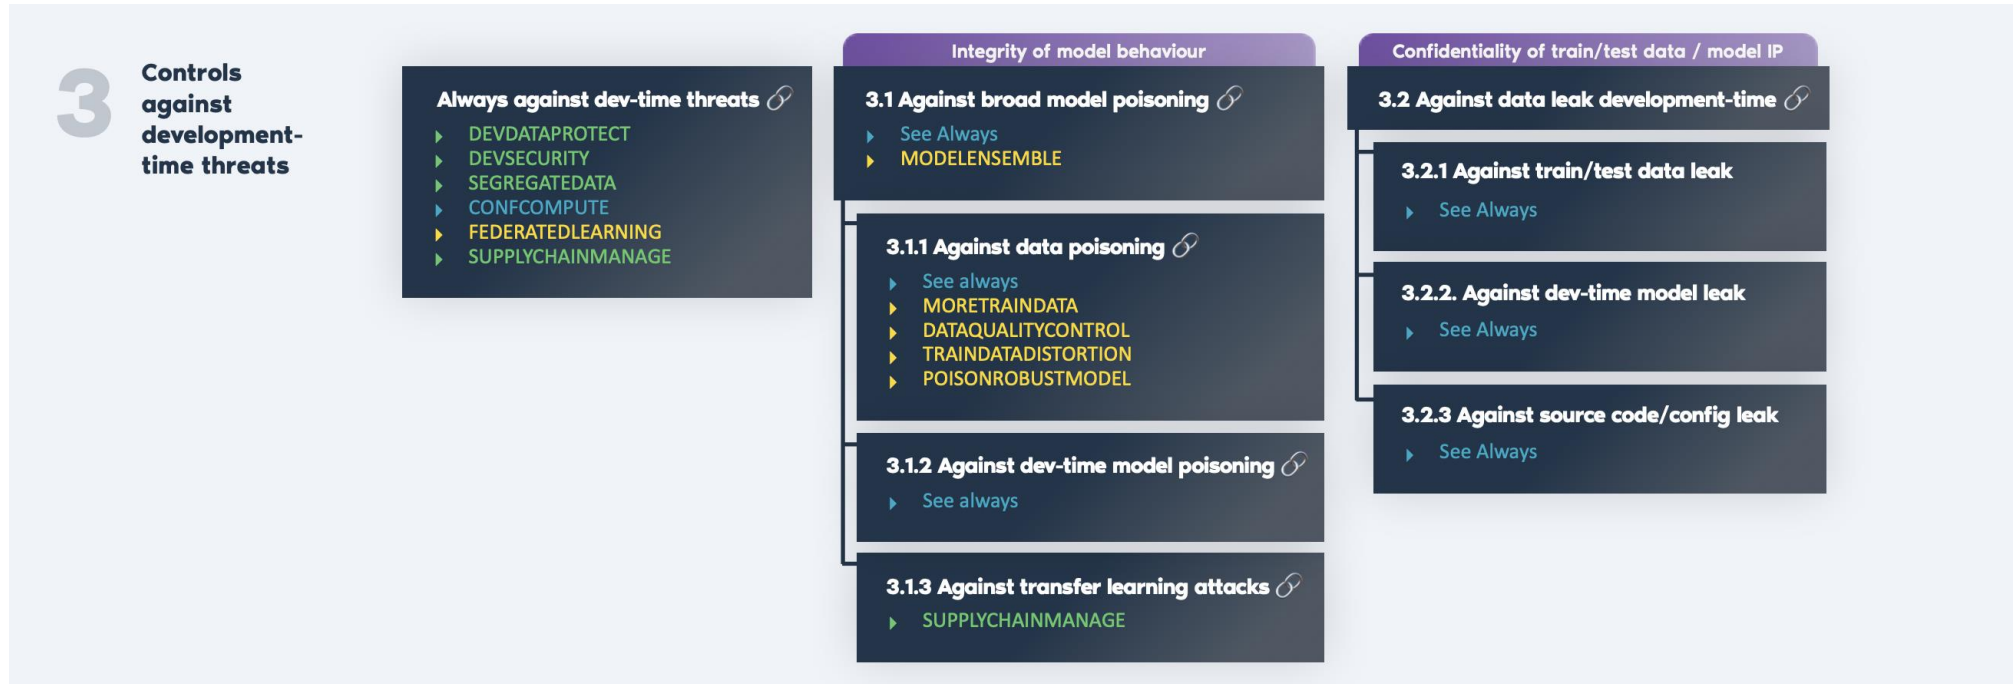 3
Controls
against
development-
time threats
Always against dev-time threats
DEVDATAPROTECT
DEVSECURITY
SEGREGATEDATA
CONFCOMPUTE
FEDERATEDLEARNING
SUPPLYCHAINMANAGE
Integrity of model behaviour
3.1 Against broad model poisoning
See Always
MODELENSEMBLE
3.1.1 Against data poisoning
See always
MORETRAINDATA
DATAQUALITYCONTROL
TRAINDATADISTORTION
POISONROBUSTMODEL
3.1.2 Against dev-time model poisoning
See always
3.1.3 Against transfer learning attacks
SUPPLYCHAINMANAGE
Confidentiality of train/test data / model IP
3.2 Against data leak development-time
3.2.1 Against train/test data leak
See Always
3.2.2. Against dev-time model leak
See Always
3.2.3 Against source code/config leak
See Always